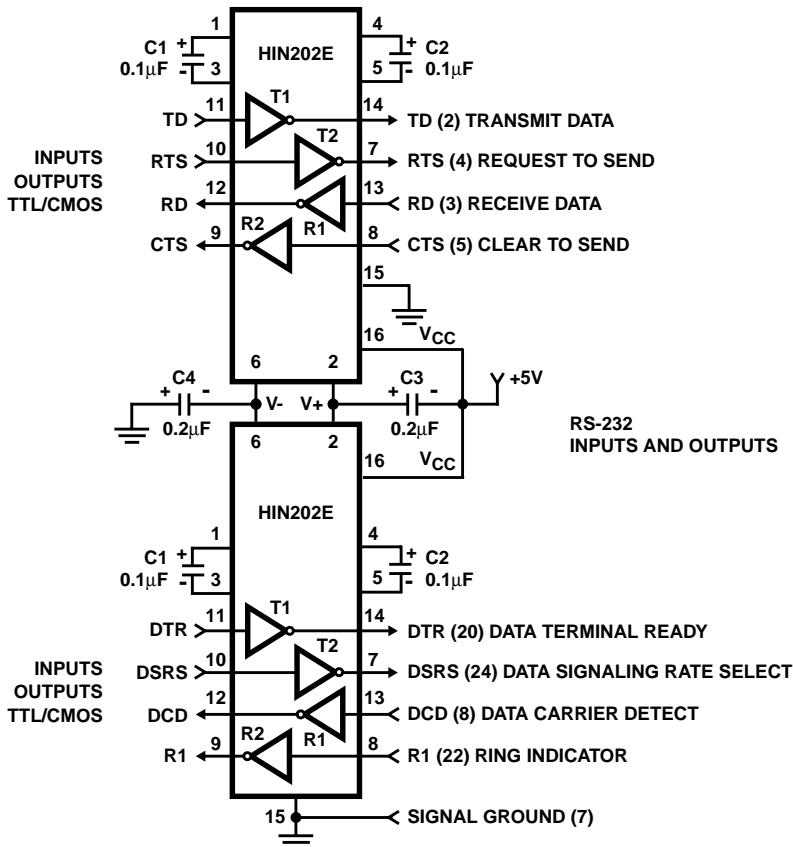 1 4
C1 + HIN202E + C2
0.1µF - 3 5 - 0.1µF
T1
11 14
TD TD (2) TRANSMIT DATA
T2
10 7
INPUTS
OUTPUTS
TTL/CMOS
RTS RTS (4) REQUEST TO SEND
12 13
RD RD (3) RECEIVE DATA
R2 R1
9 8
CTS CTS (5) CLEAR TO SEND
15
16 VCC
6 2
C4 C3 +5V
+ - V- V+ + -
0.2µF 0.2µF
RS-232
INPUTS AND OUTPUTS
6 2
16 VCC
HIN202E
1 4
C1 + + C2
0.1µF - 3 5 - 0.1µF
T1
11 14
DTR DTR (20) DATA TERMINAL READY
T2
10 7
INPUTS
OUTPUTS
TTL/CMOS
DSRS DSRS (24) DATA SIGNALING RATE SELECT
12 13
DCD DCD (8) DATA CARRIER DETECT
R2 R1
9 8
R1 R1 (22) RING INDICATOR
15 SIGNAL GROUND (7)